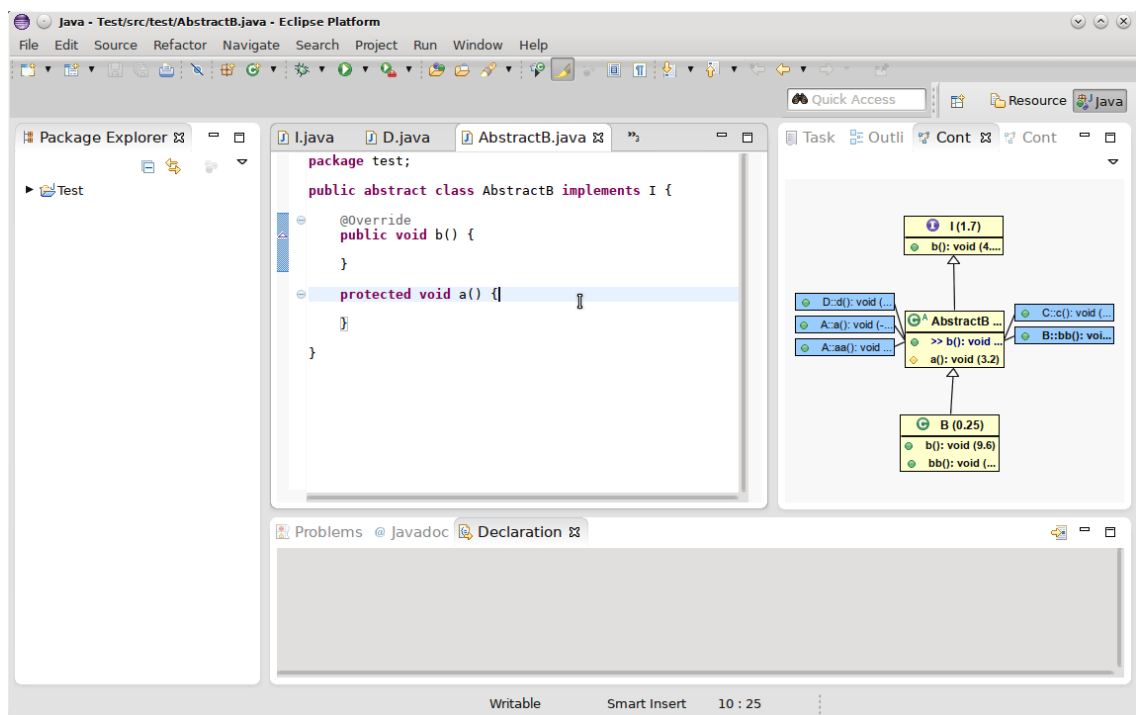 Java - Test/src/test/AbstractB.java - Eclipse Platform
File Edit Source Refactor Navigate Search Project Run Window Help
Quick Access Resource Java
Package Explorer
Test
I.java D.java AbstractB.java »2
package test;
public abstract class AbstractB implements I {
@Override
public void b() {
}
protected void a() {
}
}
Task Outli Cont Cont
I (1.7)
b(): void (4....
D::d(): void (...
A::a(): void (-...
A::aa(): void ...
AbstractB ...
>> b(): void ...
a(): void (3.2)
C::c(): void (...
B::bb(): voi...
B (0.25)
b(): void (9.6)
bb(): void (...
Problems @ Javadoc Declaration
Writable Smart Insert 10 : 25